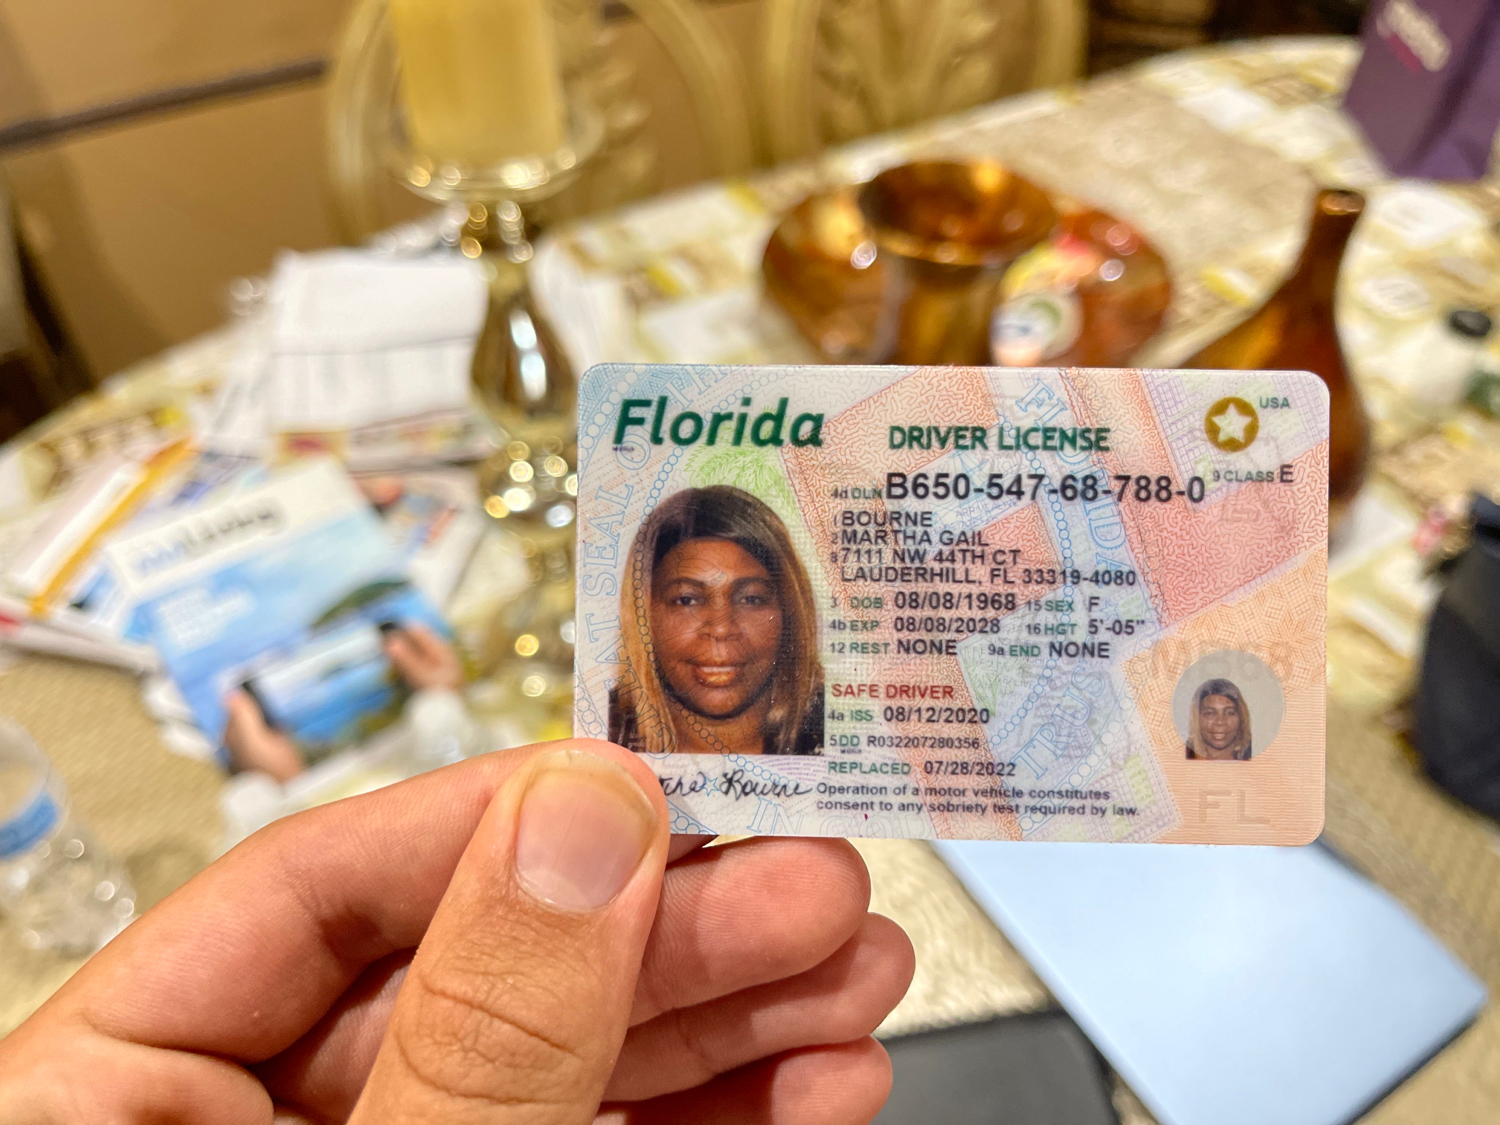 Florida
DRIVER LICENSE
USA
4d DLN B650-547-68-788-0 9 CLASS E
1 BOURNE
2 MARTHA GAIL
8 7111 NW 44TH CT
LAUDERHILL, FL 33319-4080
3 DOB 08/08/1968 15 SEX F
4b EXP 08/08/2028 16 HGT 5'-05"
12 REST NONE 9a END NONE
SAFE DRIVER
4a ISS 08/12/2020
5 DD R032207280356
REPLACED 07/28/2022
Operation of a motor vehicle constitutes
consent to any sobriety test required by law.
Bourne
FL